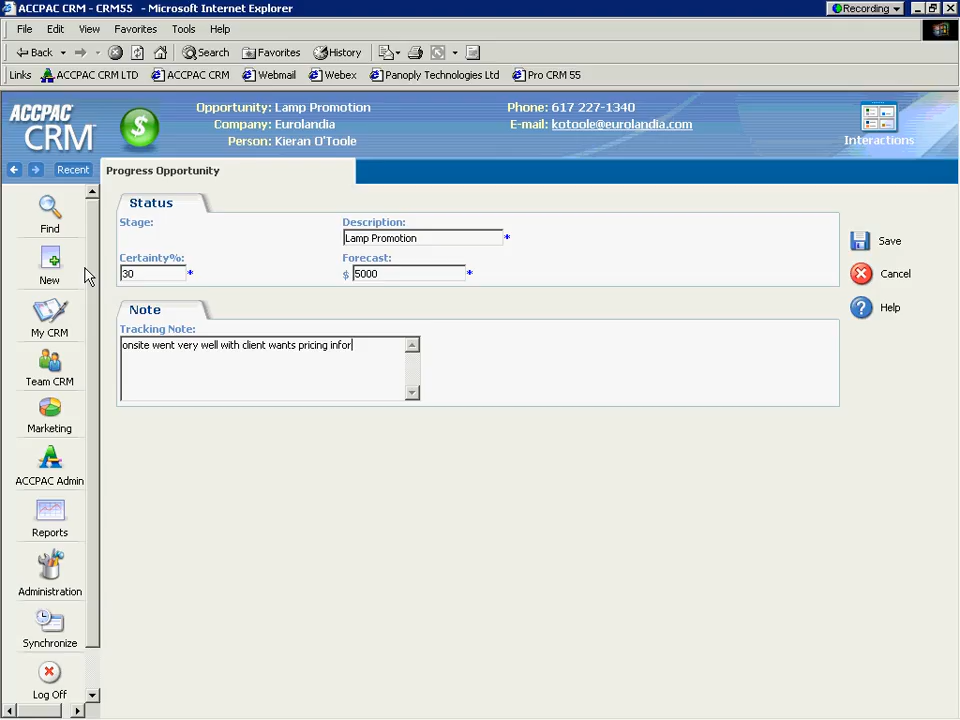 ACCPAC CRM - CRM55 - Microsoft Internet Explorer
Recording
File Edit View Favorites Tools Help
Back Search Favorites History
Links ACCPAC CRM LTD ACCPAC CRM Webmail Webex Panoply Technologies Ltd Pro CRM 55
ACCPAC CRM
Opportunity: Lamp Promotion
Company: Eurolandia
Person: Kieran O'Toole
Phone: 617 227-1340
E-mail: kotoole@eurolandia.com
Interactions
Recent
Progress Opportunity
Find
New
My CRM
Team CRM
Marketing
ACCPAC Admin
Reports
Administration
Synchronize
Log Off
Status
Stage:
Description:
Lamp Promotion *
Certainty%:
30 *
Forecast:
$ 5000 *
Note
Tracking Note:
onsite went very well with client wants pricing infor
Save
Cancel
Help